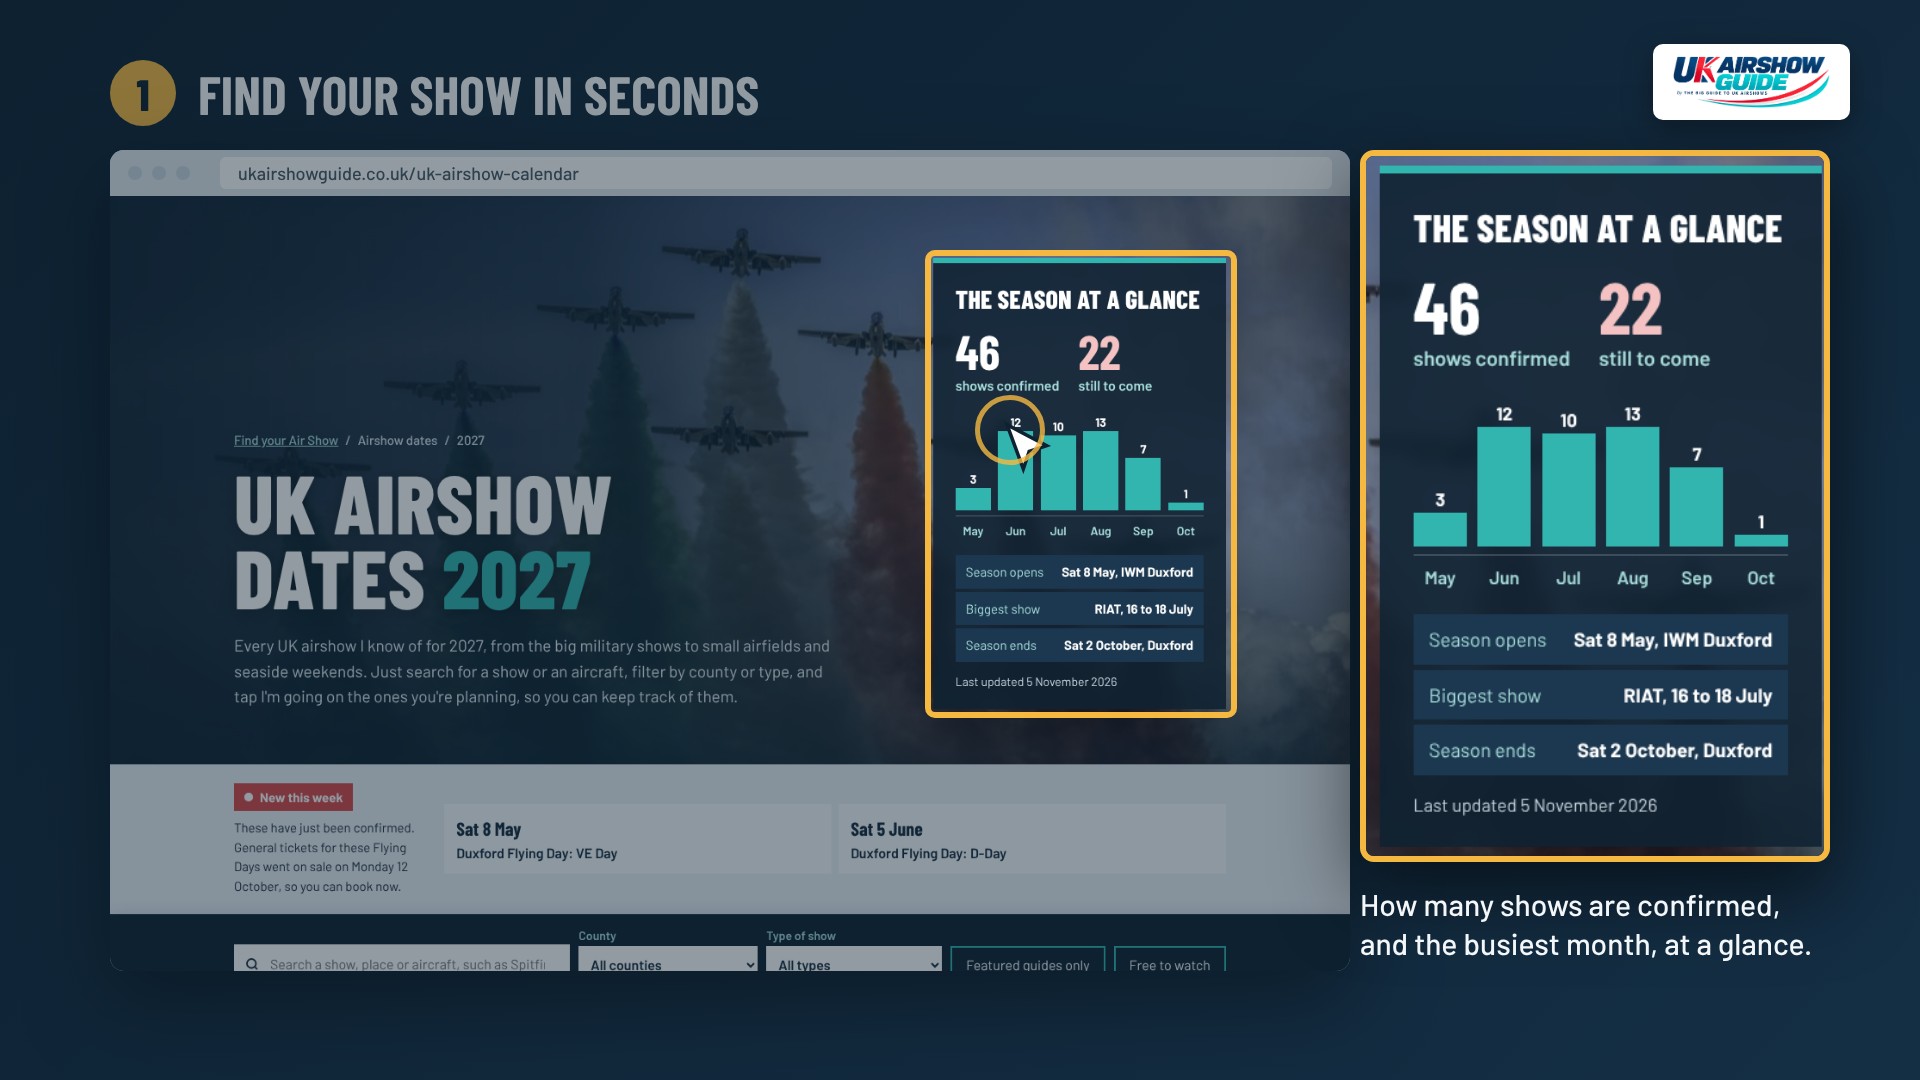 1 FIND YOUR SHOW IN SECONDS
UK AIRSHOW
GUIDE
THE BIG GUIDE TO UK AIRSHOWS
ukairshowguide.co.uk/uk-airshow-calendar
Find your Air Show / Airshow dates / 2027
UK AIRSHOW
DATES 2027
Every UK airshow I know of for 2027, from the big military shows to small airfields and
seaside weekends. Just search for a show or an aircraft, filter by county or type, and
tap I'm going on the ones you're planning, so you can keep track of them.
THE SEASON AT A GLANCE
46 22
shows confirmed still to come
12 10 13
7
3
1
May Jun Jul Aug Sep Oct
Season opens Sat 8 May, IWM Duxford
Biggest show RIAT, 16 to 18 July
Season ends Sat 2 October, Duxford
Last updated 5 November 2026
New this week
These have just been confirmed.
General tickets for these Flying
Days went on sale on Monday 12
October, so you can book now.
Sat 8 May
Duxford Flying Day: VE Day
Sat 5 June
Duxford Flying Day: D-Day
County
Type of show
Search a show, place or aircraft, such as Spitfi
All counties
All types
Featured guides only
Free to watch
THE SEASON AT A GLANCE
46 22
shows confirmed still to come
12 10 13
7
3
1
May Jun Jul Aug Sep Oct
Season opens Sat 8 May, IWM Duxford
Biggest show RIAT, 16 to 18 July
Season ends Sat 2 October, Duxford
Last updated 5 November 2026
How many shows are confirmed,
and the busiest month, at a glance.